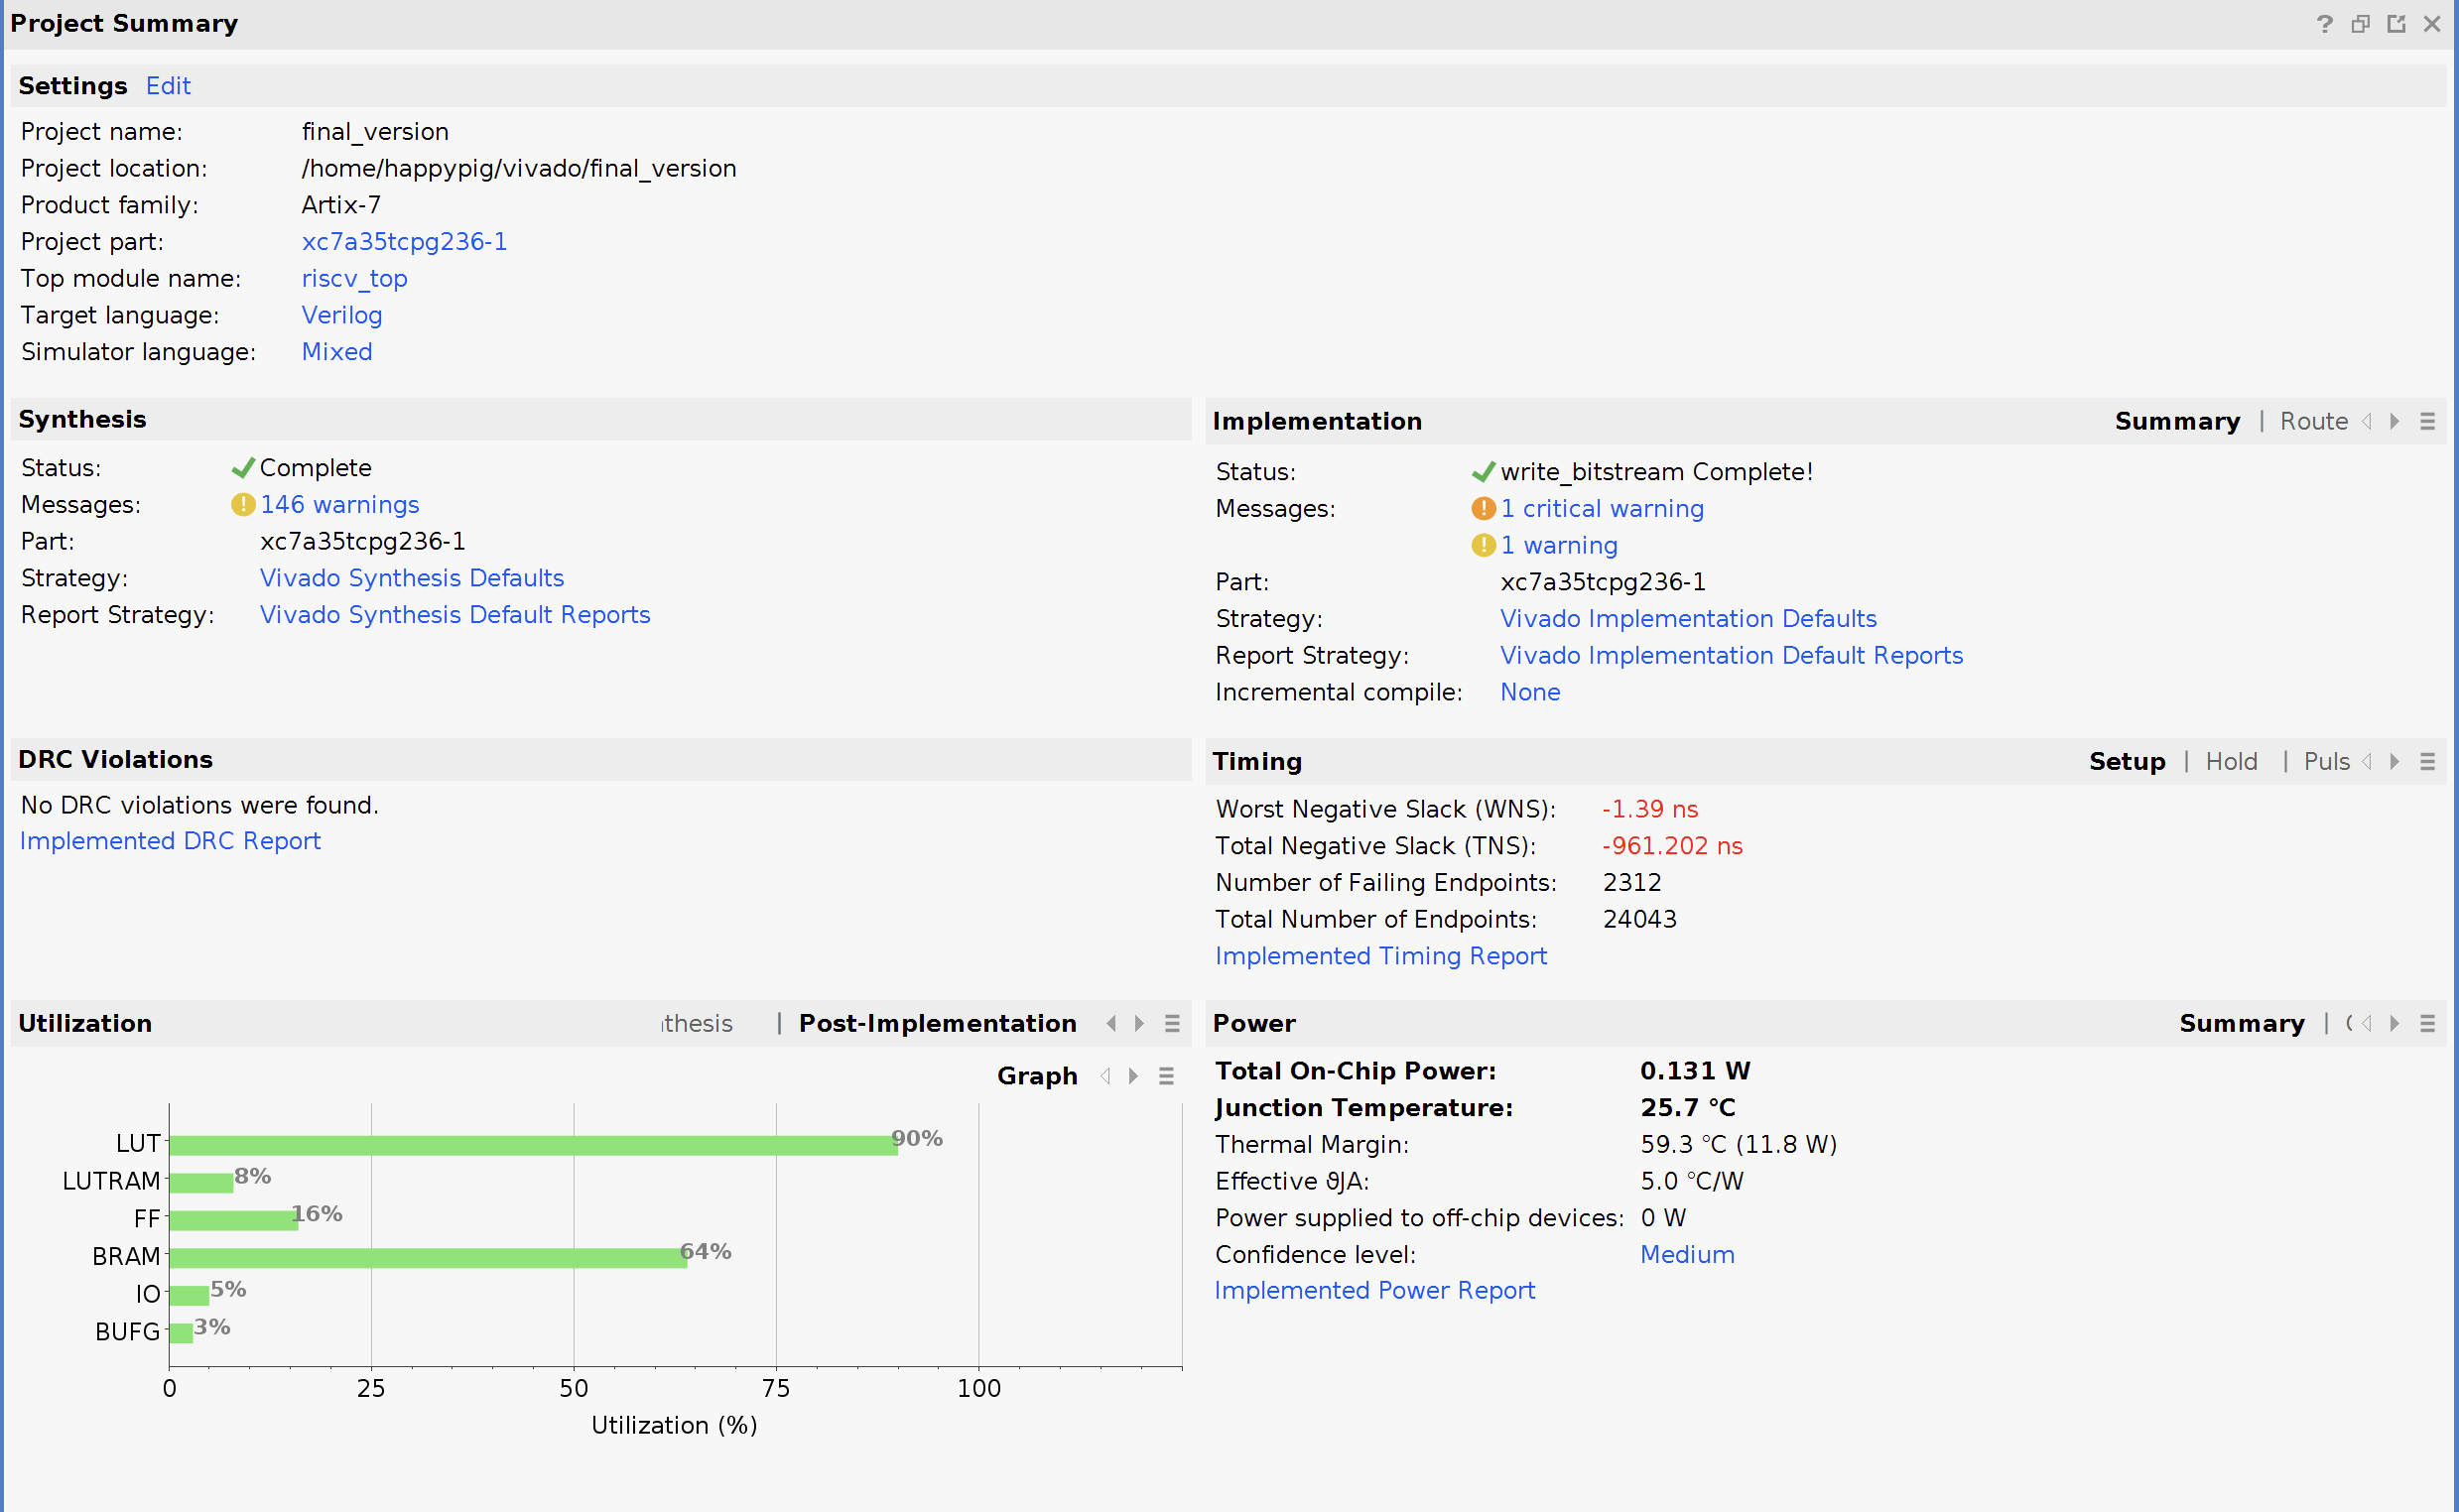 Project Summary
Settings Edit
Project name: final_version
Project location: /home/happypig/vivado/final_version
Product family: Artix-7
Project part: xc7a35tcpg236-1
Top module name: riscv_top
Target language: Verilog
Simulator language: Mixed
Synthesis
Status: Complete
Messages: 146 warnings
Part: xc7a35tcpg236-1
Strategy: Vivado Synthesis Defaults
Report Strategy: Vivado Synthesis Default Reports
Implementation Summary | Route
Status: write_bitstream Complete!
Messages: 1 critical warning
1 warning
Part: xc7a35tcpg236-1
Strategy: Vivado Implementation Defaults
Report Strategy: Vivado Implementation Default Reports
Incremental compile: None
DRC Violations
No DRC violations were found.
Implemented DRC Report
Timing Setup | Hold | Puls
Worst Negative Slack (WNS): -1.39 ns
Total Negative Slack (TNS): -961.202 ns
Number of Failing Endpoints: 2312
Total Number of Endpoints: 24043
Implemented Timing Report
Utilization thesis | Post-Implementation
Graph
LUT 90%
LUTRAM 8%
FF 16%
BRAM 64%
IO 5%
BUFG 3%
0 25 50 75 100
Utilization (%)
Power Summary |
Total On-Chip Power: 0.131 W
Junction Temperature: 25.7 °C
Thermal Margin: 59.3 °C (11.8 W)
Effective ϑJA: 5.0 °C/W
Power supplied to off-chip devices: 0 W
Confidence level: Medium
Implemented Power Report